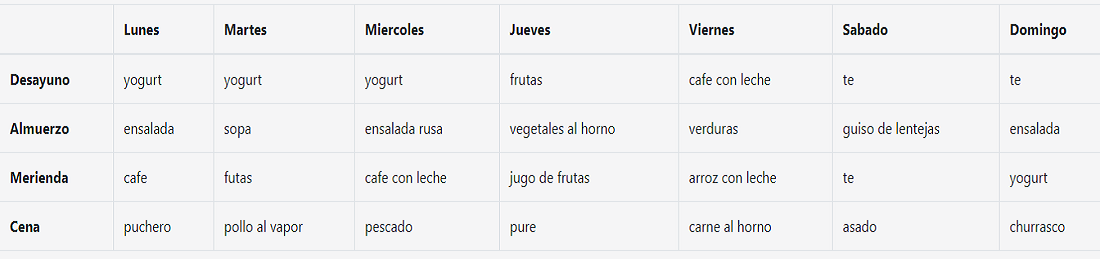 Lunes Martes Miercoles Jueves Viernes Sabado Domingo
Desayuno yogurt yogurt yogurt frutas cafe con leche te te
Almuerzo ensalada sopa ensalada rusa vegetales al horno verduras guiso de lentejas ensalada
Merienda cafe futas cafe con leche jugo de frutas arroz con leche te yogurt
Cena puchero pollo al vapor pescado pure carne al horno asado churrasco